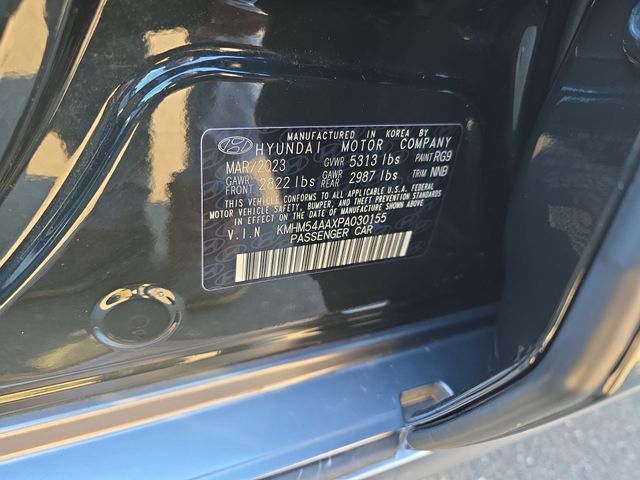 MANUFACTURED IN KOREA BY
HYUNDAI MOTOR COMPANY
MAR/2023 GVWR 5313 lbs PAINT RG9
GAWR FRONT 2822 lbs GAWR REAR 2987 lbs TRIM NNB
THIS VEHICLE CONFORMS TO ALL APPLICABLE U.S.A. FEDERAL
MOTOR VEHICLE SAFETY, BUMPER, AND THEFT PREVENTION
STANDARDS IN EFFECT ON THE DATE OF MANUFACTURE SHOWN ABOVE.
V.I.N KMHM54AAXPA030155
PASSENGER CAR